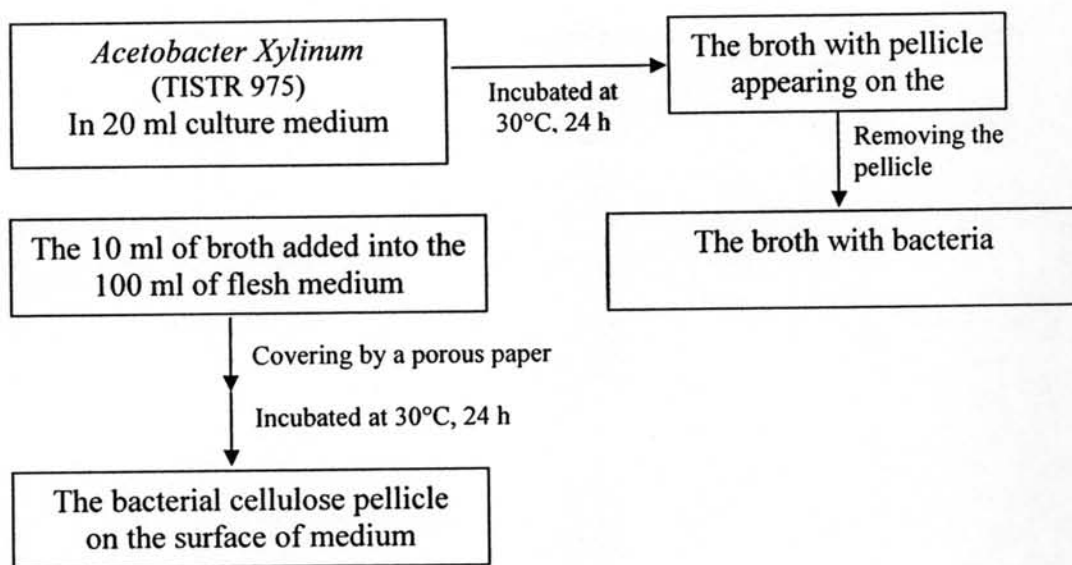 Acetobacter Xylinum
(TISTR 975)
In 20 ml culture medium
Incubated at
30°C, 24 h
The broth with pellicle
appearing on the
Removing the
pellicle
The broth with bacteria
The 10 ml of broth added into the
100 ml of flesh medium
Covering by a porous paper
Incubated at 30°C, 24 h
The bacterial cellulose pellicle
on the surface of medium